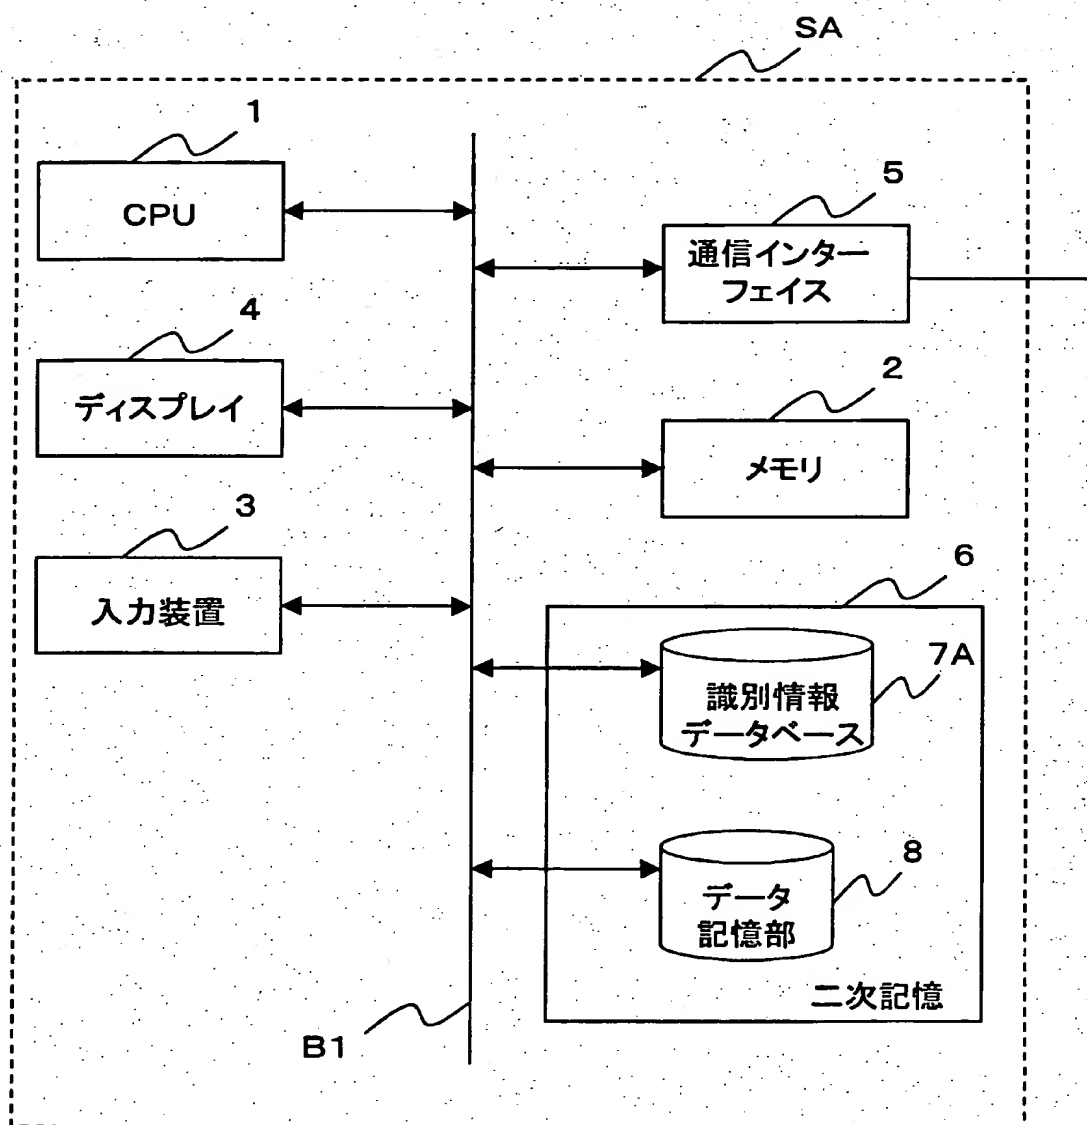 SA
1
CPU
5
通信インター
フェイス
4
ディスプレイ
2
メモリ
3
入力装置
6
7A
識別情報
データベース
8
データ
記憶部
二次記憶
B1